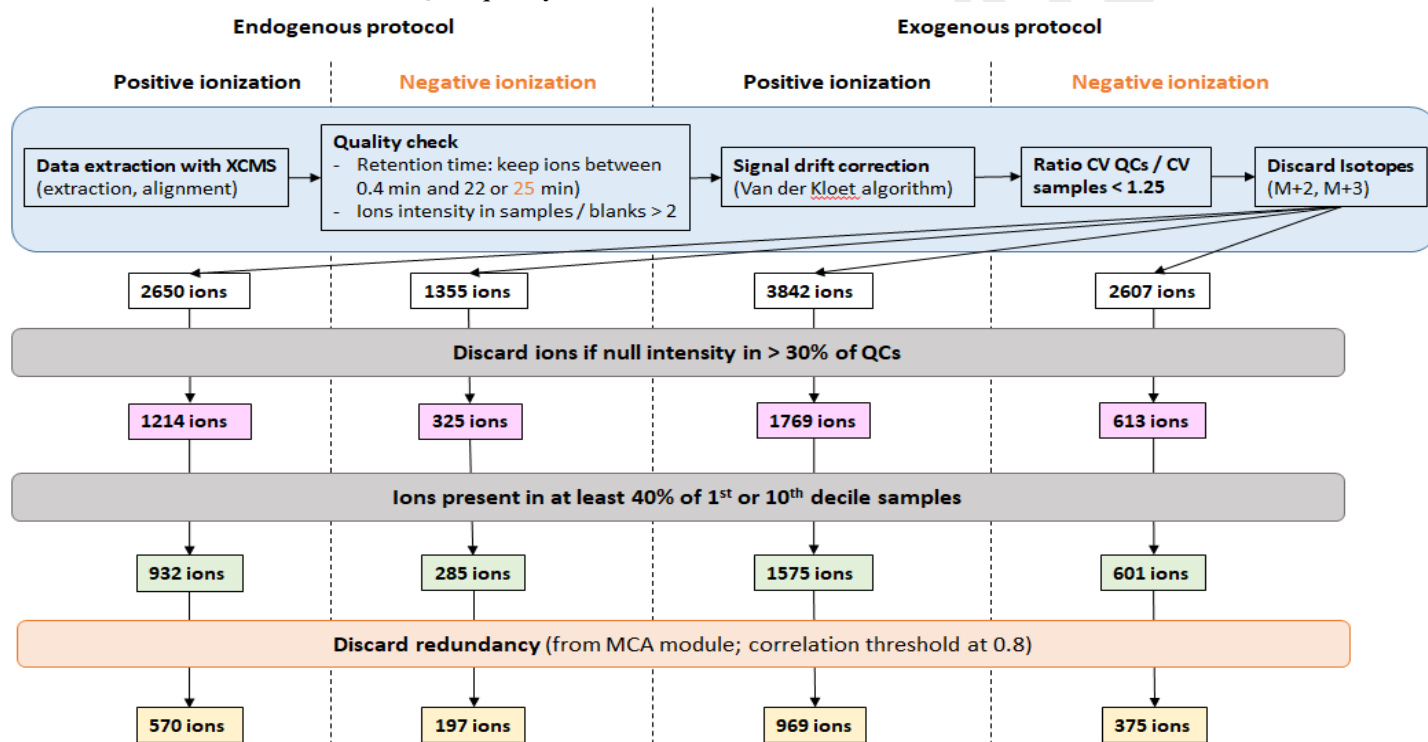 Endogenous protocol
Exogenous protocol
Positive ionization
Negative ionization
Positive ionization
Negative ionization
Data extraction with XCMS
(extraction, alignment)
Quality check
- Retention time: keep ions between
0.4 min and 22 or 25 min)
- Ions intensity in samples / blanks > 2
Signal drift correction
(Van der Kloet algorithm)
Ratio CV QCs / CV
samples < 1.25
Discard Isotopes
(M+2, M+3)
2650 ions
1355 ions
3842 ions
2607 ions
Discard ions if null intensity in > 30% of QCs
1214 ions
325 ions
1769 ions
613 ions
Ions present in at least 40% of 1st or 10th decile samples
932 ions
285 ions
1575 ions
601 ions
Discard redundancy (from MCA module; correlation threshold at 0.8)
570 ions
197 ions
969 ions
375 ions